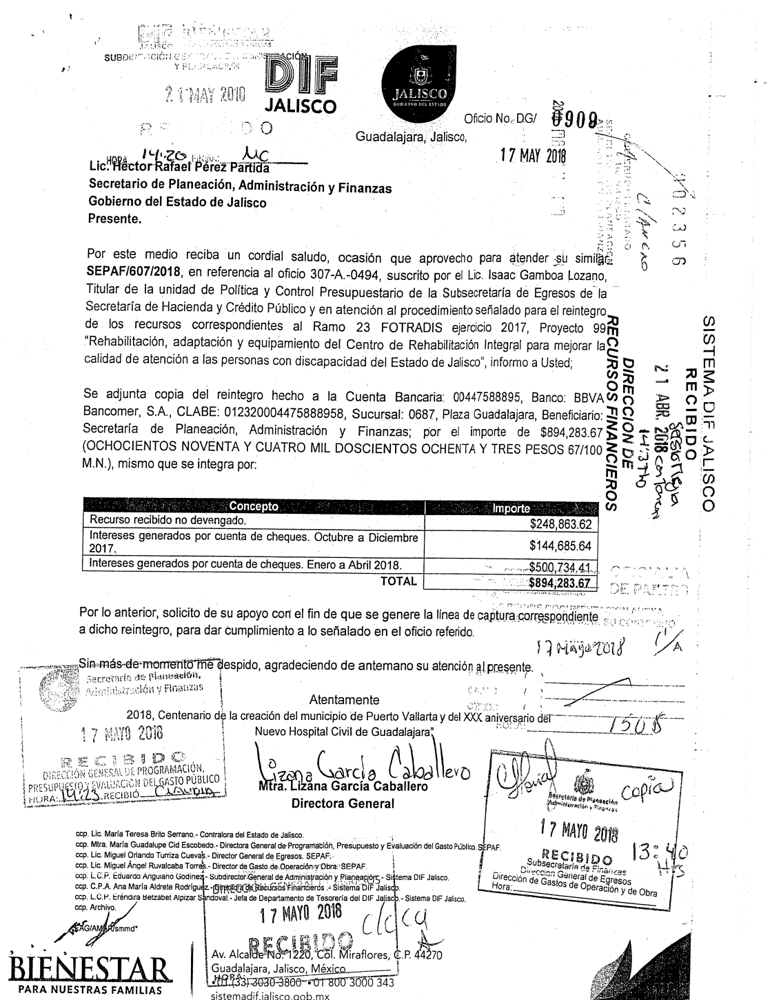 DIF BIENESTAR
JALISCO
SUBDIRECCIÓN GENERAL DE ADMINISTRACIÓN
Y PLANEACIÓN
21 MAY 2018
RECIBIDO
HORA 14:20 FIRMA: MC
DIF
JALISCO
JALISCO
GOBIERNO DEL ESTADO
Oficio No. DG/ 0909
Guadalajara, Jalisco,
17 MAY 2018
Lic. Héctor Rafael Pérez Partida
Secretario de Planeación, Administración y Finanzas
Gobierno del Estado de Jalisco
Presente.
C/Anexo
002356
Por este medio reciba un cordial saludo, ocasión que aprovecho para atender su similar
SEPAF/607/2018, en referencia al oficio 307-A.-0494, suscrito por el Lic. Isaac Gamboa Lozano,
Titular de la unidad de Política y Control Presupuestario de la Subsecretaría de Egresos de la
Secretaría de Hacienda y Crédito Público y en atención al procedimiento señalado para el reintegro
de los recursos correspondientes al Ramo 23 FOTRADIS ejercicio 2017, Proyecto 99
"Rehabilitación, adaptación y equipamiento del Centro de Rehabilitación Integral para mejorar la
calidad de atención a las personas con discapacidad del Estado de Jalisco", informo a Usted;
SISTEMA DIF JALISCO
RECIBIDO
21 ABR. 2018
14:37
DIRECCION DE
RECURSOS FINANCIEROS
Se adjunta copia del reintegro hecho a la Cuenta Bancaria: 00447588895, Banco: BBVA
Bancomer, S.A., CLABE: 012320004475888958, Sucursal: 0687, Plaza Guadalajara, Beneficiario:
Secretaría de Planeación, Administración y Finanzas; por el importe de $894,283.67
(OCHOCIENTOS NOVENTA Y CUATRO MIL DOSCIENTOS OCHENTA Y TRES PESOS 67/100
M.N.), mismo que se integra por:
Concepto Importe
Recurso recibido no devengado. $248,863.62
Intereses generados por cuenta de cheques. Octubre a Diciembre
2017. $144,685.64
Intereses generados por cuenta de cheques. Enero a Abril 2018. $500,734.41
TOTAL $894,283.67
OFICIALIA
DE PARTES
Por lo anterior, solicito de su apoyo con el fin de que se genere la línea de captura correspondiente
a dicho reintegro, para dar cumplimiento a lo señalado en el oficio referido.
17 Mayo 2018
1/A
Sin más de momento me despido, agradeciendo de antemano su atención al presente.
Atentamente
2018, Centenario de la creación del municipio de Puerto Vallarta y del XXX aniversario del
Nuevo Hospital Civil de Guadalajara"
Secretaría de Planeación,
Administración y Finanzas
17 MAYO 2018
RECIBIDO
DIRECCIÓN GENERAL DE PROGRAMACIÓN,
PRESUPUESTO Y EVALUACIÓN DEL GASTO PÚBLICO
HORA: 14:23 RECIBIÓ CLAUDIA
Lizana García Caballero
Mtra. Lizana García Caballero
Directora General
copia
Secretaría de Planeación
Administración y Finanzas
17 MAYO 2018
RECIBIDO
13:40
Hrs
Subsecretaría de Finanzas
Direccion General de Egresos
Dirección de Gastos de Operación y de Obra
Hora:
ccp. Lic. María Teresa Brito Serrano.- Contralora del Estado de Jalisco.
ccp. Mtra. María Guadalupe Cid Escobedo.- Directora General de Programación, Presupuesto y Evaluación del Gasto Público. SEPAF.
ccp. Lic. Miguel Orlando Turriza Cuevas.- Director General de Egresos. SEPAF.
ccp. Lic. Miguel Ángel Ruvalcaba Torres.- Director de Gasto de Operación y Obra. SEPAF.
ccp. L.C.P. Eduardo Anguiano Godinez.- Subdirector General de Administración y Planeación.- Sistema DIF Jalisco.
ccp. C.P.A. Ana María Aldrete Rodríguez.- Directora de Recursos Financieros.- Sistema DIF Jalisco.
ccp. L.C.P. Eréndira Betzabet Alpizar Sandoval.- Jefa de Departamento de Tesorería del DIF Jalisco.- Sistema DIF Jalisco.
ccp. Archivo.
17 MAYO 2018
RECIBIDO
HORA:
BIENESTAR
PARA NUESTRAS FAMILIAS
Av. Alcalde No. 1220, Col. Miraflores, C.P. 44270
Guadalajara, Jalisco, México
• 01 (33) 3030-3800 • 01 800 3000 343
sistemadif.jalisco.gob.mx